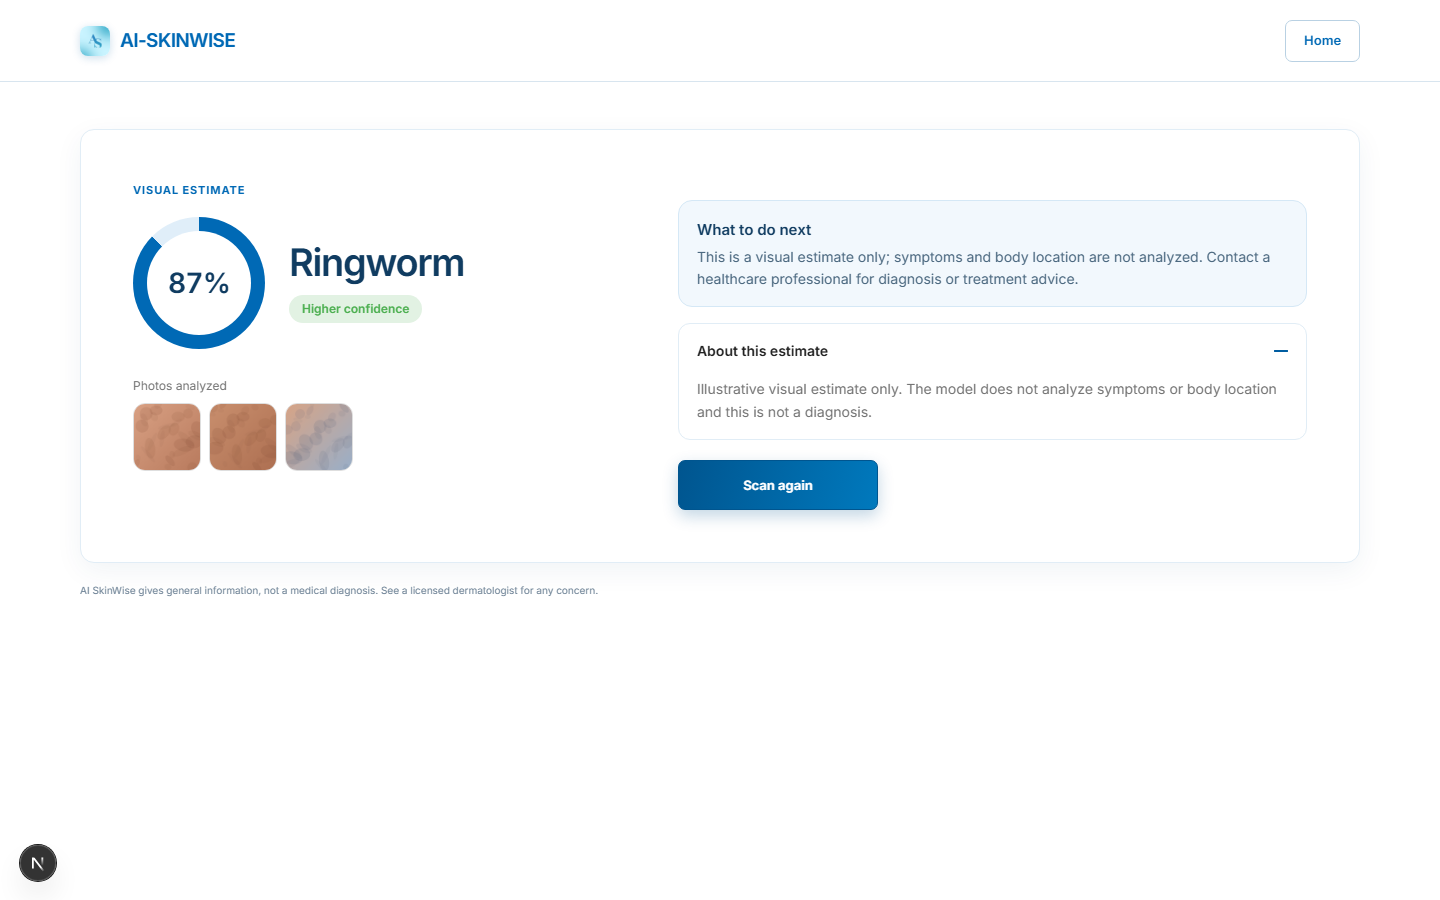 AI-SKINWISE
Home
VISUAL ESTIMATE
87%
Ringworm
Higher confidence
Photos analyzed
What to do next
This is a visual estimate only; symptoms and body location are not analyzed. Contact a
healthcare professional for diagnosis or treatment advice.
About this estimate
Illustrative visual estimate only. The model does not analyze symptoms or body location
and this is not a diagnosis.
Scan again
AI SkinWise gives general information, not a medical diagnosis. See a licensed dermatologist for any concern.
N